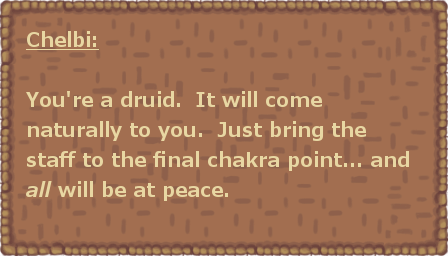 Chelbi:
You're a druid. It will come
naturally to you. Just bring the
staff to the final chakra point... and
all will be at peace.